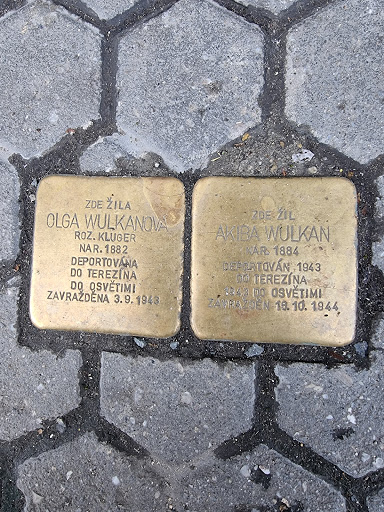 ZDE ŽILA
OLGA WULKANOVÁ
ROZ. KLUGER
NAR. 1882
DEPORTOVÁNA
DO TEREZÍNA
DO OSVĚTIMI
ZAVRAŽDĚNA 3.9.1943
ZDE ŽIL
AKIBA WULKAN
NAR. 1884
DEPORTOVÁN 1943
DO TEREZÍNA
DO OSVĚTIMI
ZAVRAŽDĚN 16.10.1944